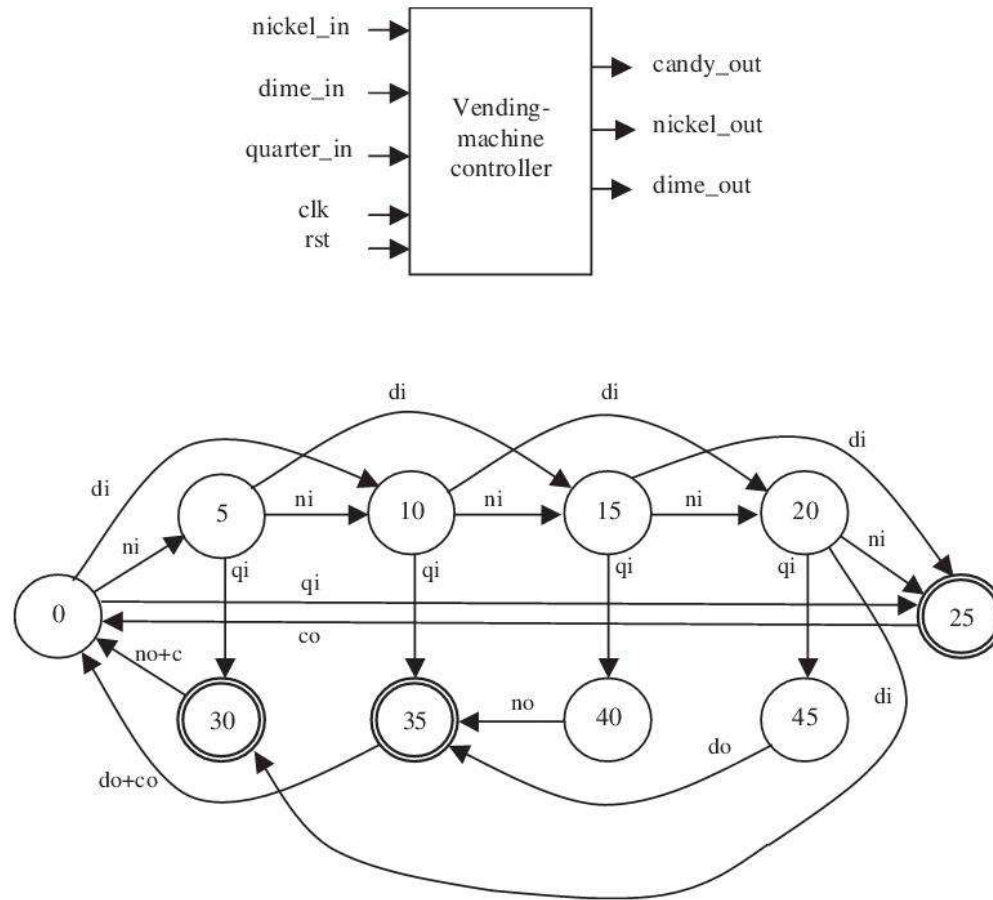 nickel_in
dime_in
quarter_in
clk
rst
Vending-
machine
controller
candy_out
nickel_out
dime_out
di
di
di
di
ni
5
ni
10
ni
15
ni
20
ni
qi
qi
qi
qi
0
qi
co
25
no+c
30
35
no
40
45
di
do
do+co